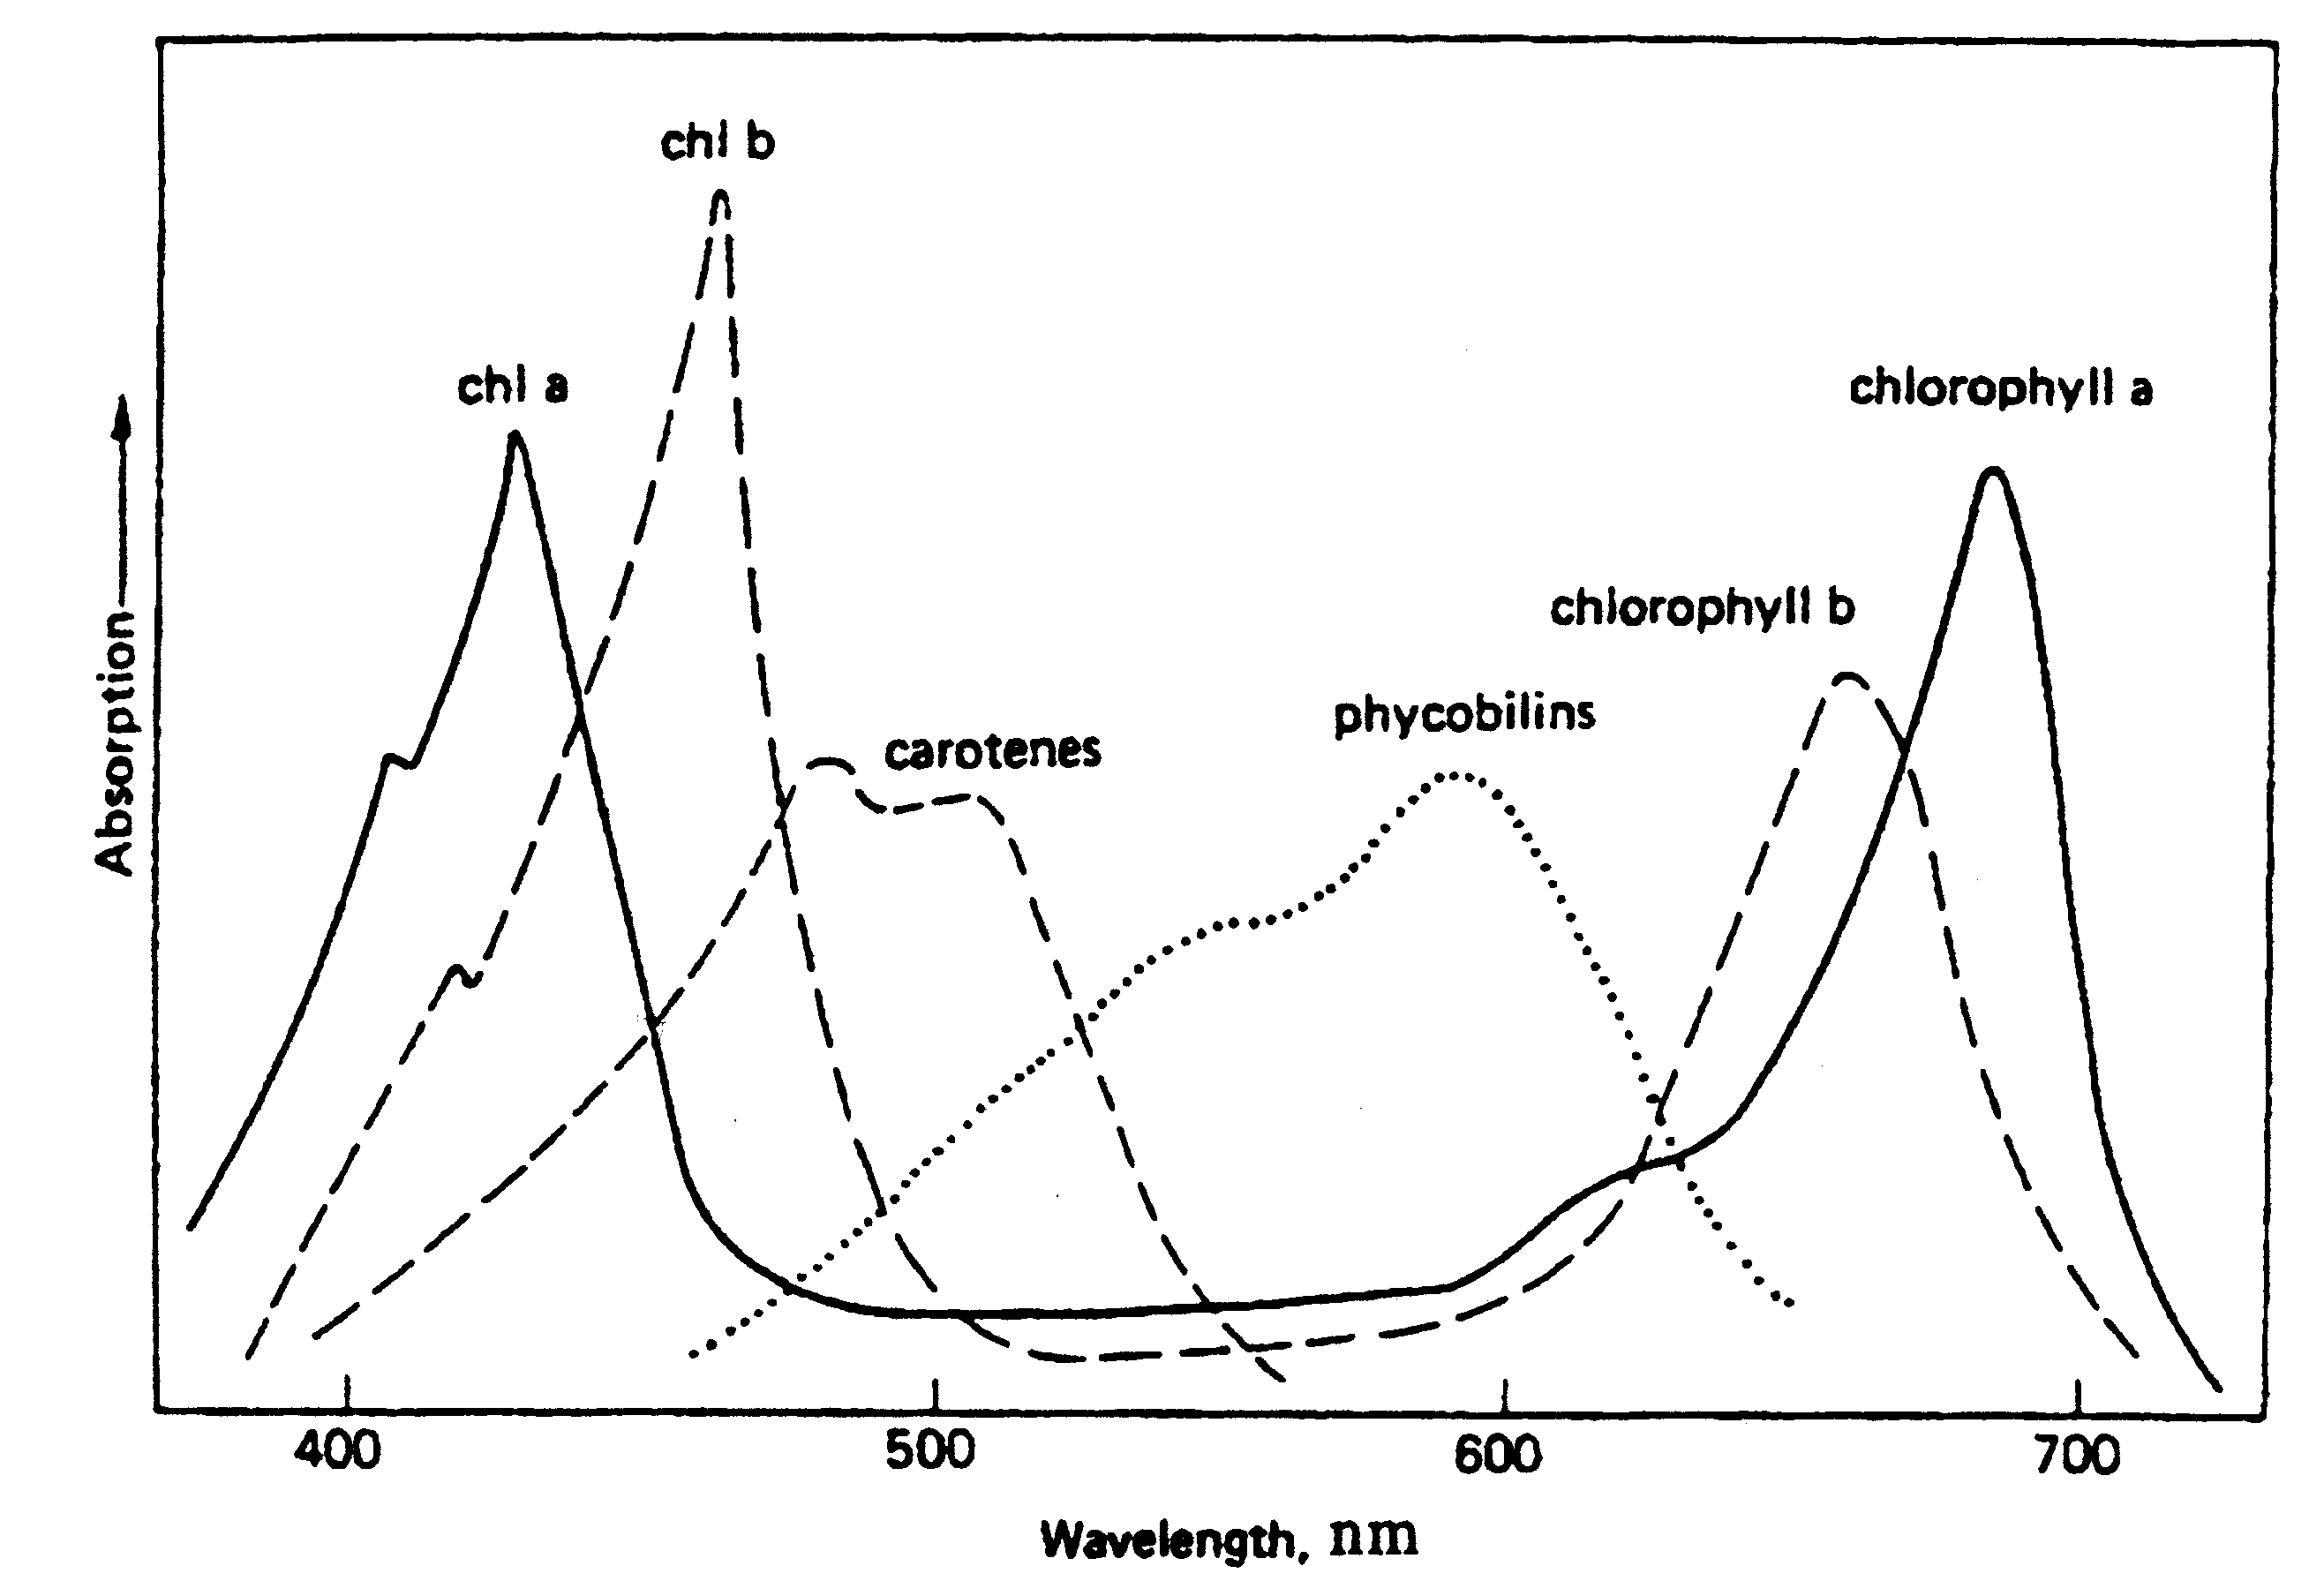 chl b
chl a
chlorophyll a
chlorophyll b
phycobilins
carotenes
Absorption
400
500
600
700
Wavelength, nm